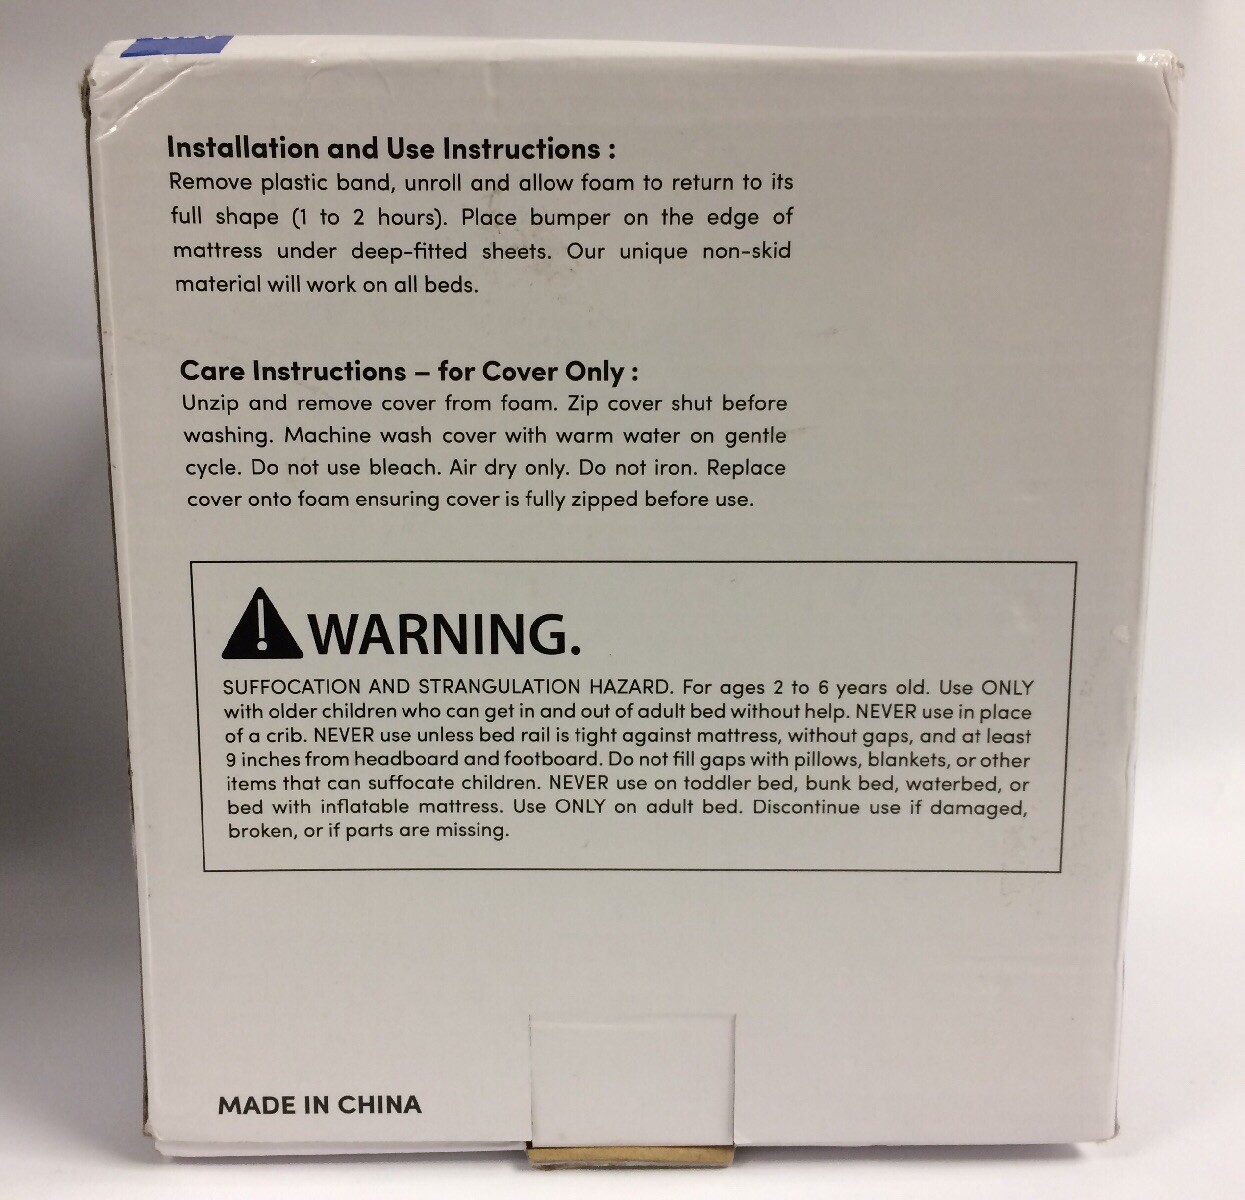 Installation and Use Instructions :
Remove plastic band, unroll and allow foam to return to its
full shape (1 to 2 hours). Place bumper on the edge of
mattress under deep-fitted sheets. Our unique non-skid
material will work on all beds.
Care Instructions – for Cover Only :
Unzip and remove cover from foam. Zip cover shut before
washing. Machine wash cover with warm water on gentle
cycle. Do not use bleach. Air dry only. Do not iron. Replace
cover onto foam ensuring cover is fully zipped before use.
WARNING.
SUFFOCATION AND STRANGULATION HAZARD. For ages 2 to 6 years old. Use ONLY
with older children who can get in and out of adult bed without help. NEVER use in place
of a crib. NEVER use unless bed rail is tight against mattress, without gaps, and at least
9 inches from headboard and footboard. Do not fill gaps with pillows, blankets, or other
items that can suffocate children. NEVER use on toddler bed, bunk bed, waterbed, or
bed with inflatable mattress. Use ONLY on adult bed. Discontinue use if damaged,
broken, or if parts are missing.
MADE IN CHINA